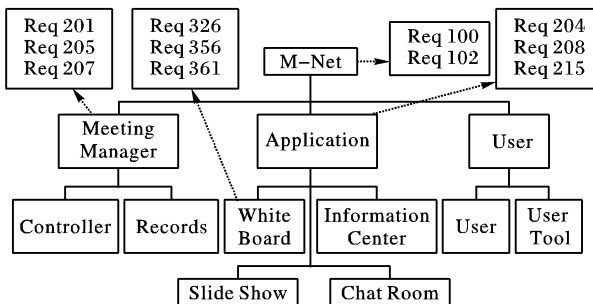 Req 201
Req 205
Req 207
Req 326
Req 356
Req 361
M–Net
Req 100
Req 102
Req 204
Req 208
Req 215
Meeting
Manager
Application
User
Controller
Records
White
Board
Information
Center
User
User
Tool
Slide Show
Chat Room